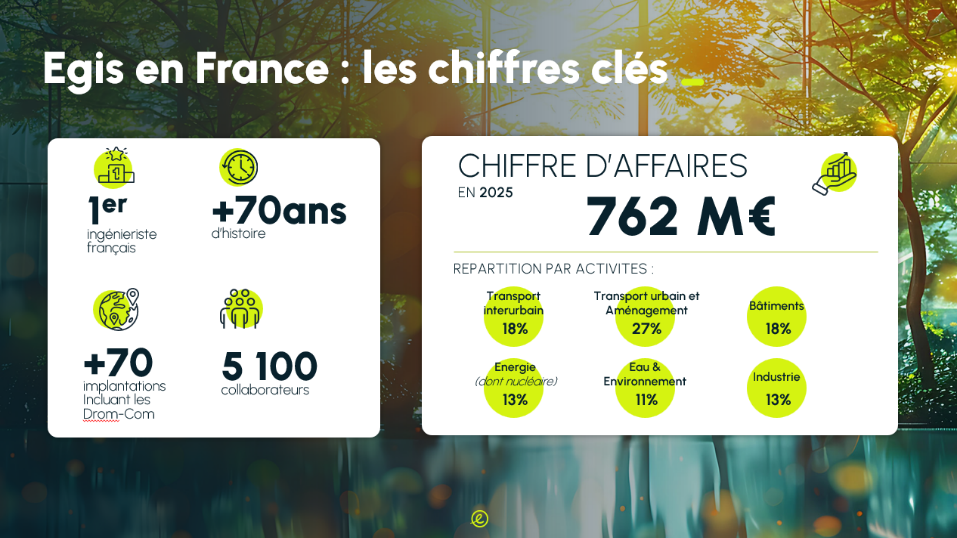 Egis en France : les chiffres clés
1er
ingénieriste
français
+70ans
d'histoire
+70
implantations
Incluant les
Drom-Com
5 100
collaborateurs
CHIFFRE D'AFFAIRES
EN 2025
762 M€
REPARTITION PAR ACTIVITES :
Transport
interurbain
18%
Transport urbain et
Aménagement
27%
Bâtiments
18%
Energie
(dont nucléaire)
13%
Eau &
Environnement
11%
Industrie
13%